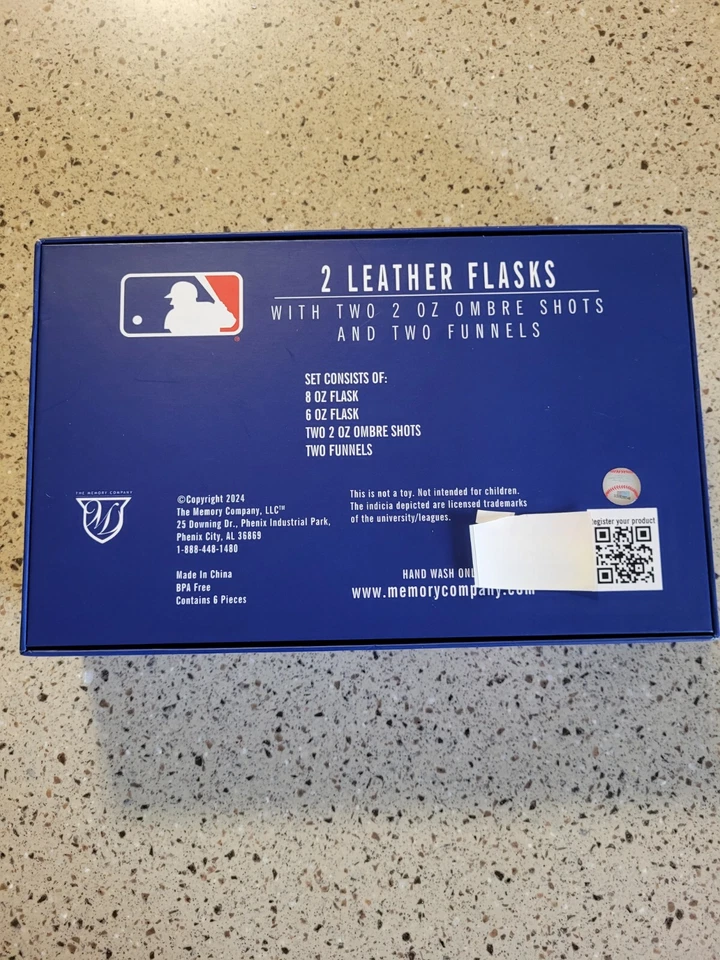 2 LEATHER FLASKS
WITH TWO 2 OZ OMBRE SHOTS
AND TWO FUNNELS
SET CONSISTS OF:
8 OZ FLASK
6 OZ FLASK
TWO 2 OZ OMBRE SHOTS
TWO FUNNELS
THE MEMORY COMPANY
©Copyright 2024
The Memory Company, LLC™
25 Downing Dr., Phenix Industrial Park,
Phenix City, AL 36869
1-888-448-1480
Made In China
BPA Free
Contains 6 Pieces
This is not a toy. Not intended for children.
The indicia depicted are licensed trademarks
of the university/leagues.
HAND WASH
www.memorycompany.com
register your product